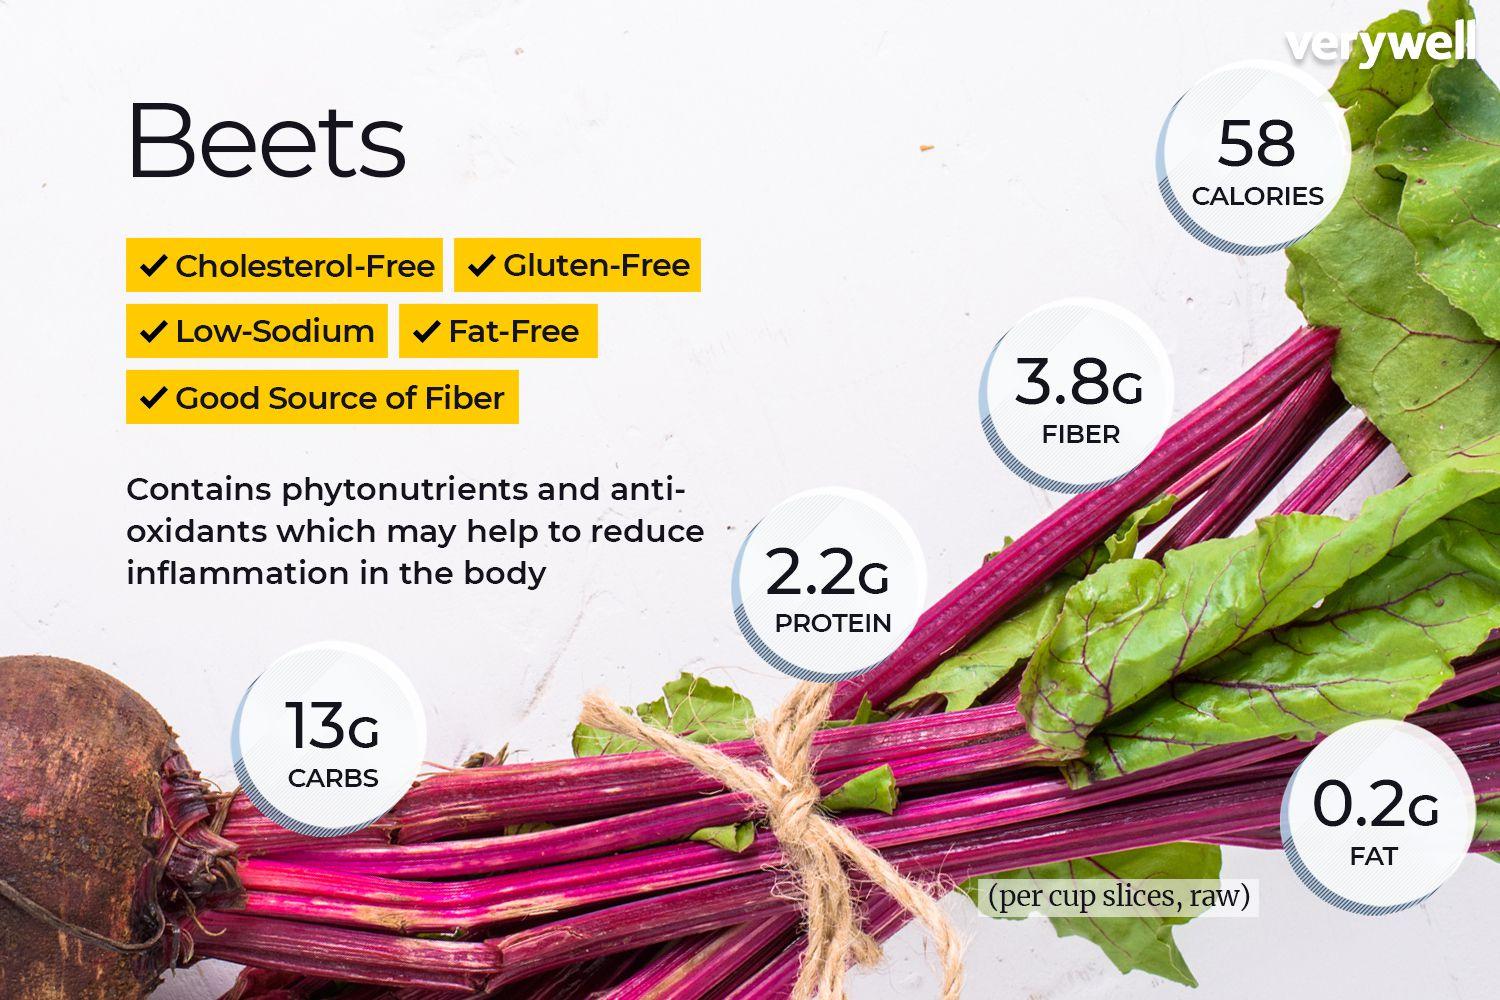 verywell
Beets
Cholesterol-Free
Gluten-Free
Low-Sodium
Fat-Free
Good Source of Fiber
Contains phytonutrients and anti-
oxidants which may help to reduce
inflammation in the body
58
CALORIES
3.8G
FIBER
2.2G
PROTEIN
13G
CARBS
0.2G
FAT
(per cup slices, raw)